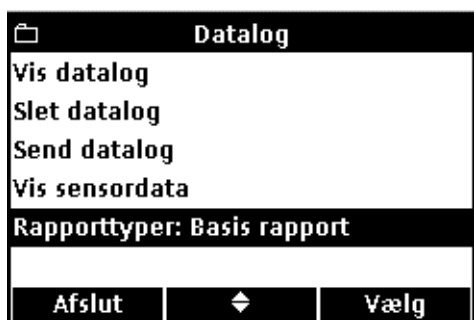 Datalog
Vis datalog
Slet datalog
Send datalog
Vis sensordata
Rapporttyper: Basis rapport
Afslut Vælg